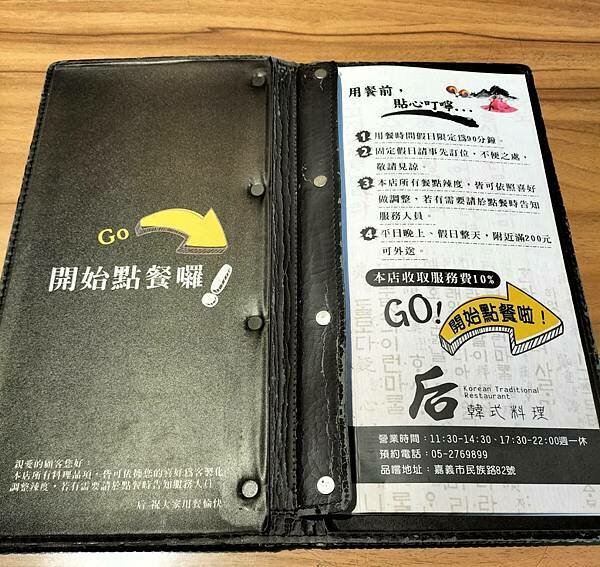 Go
開始點餐囉!
親愛的顧客您好
本店所有料理品項，皆可依飾您的喜好為客製化
調整辣度，若有需要請於點餐時告知服務人員
后 祝大家用餐愉快
用餐前，
貼心叮嚀...
1 用餐時間假日限定為90分鐘。
2 固定假日請事先訂位，不便之處，
敬請見諒。
3 本店所有餐點辣度，皆可依照喜好
做調整，若有需要請於點餐時告知
服務人員。
4 平日晚上、假日整天，附近滿200元
可外送。
本店收取服務費10%
GO!
開始點餐啦！
后
Korean Traditional
Restaurant
韓式料理
營業時間：11:30-14:30·17:30-22:00週一休
預約電話：05-2769899
品嚐地址：嘉義市民族路82號